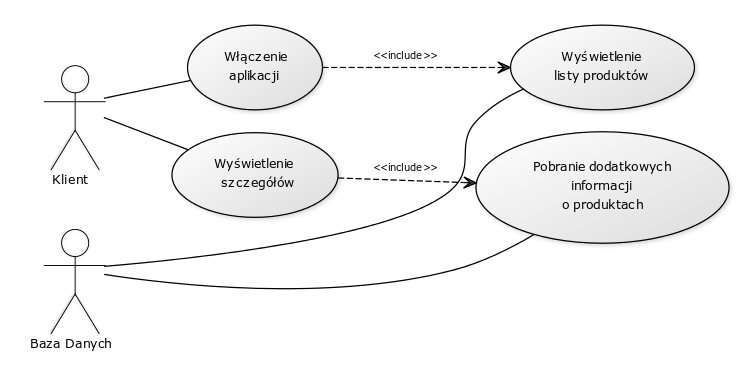 Włączenie
aplikacji
<<include>>
Wyświetlenie
listy produktów
Klient
Wyświetlenie
szczegółów
<<include>>
Pobranie dodatkowych
informacji
o produktach
Baza Danych